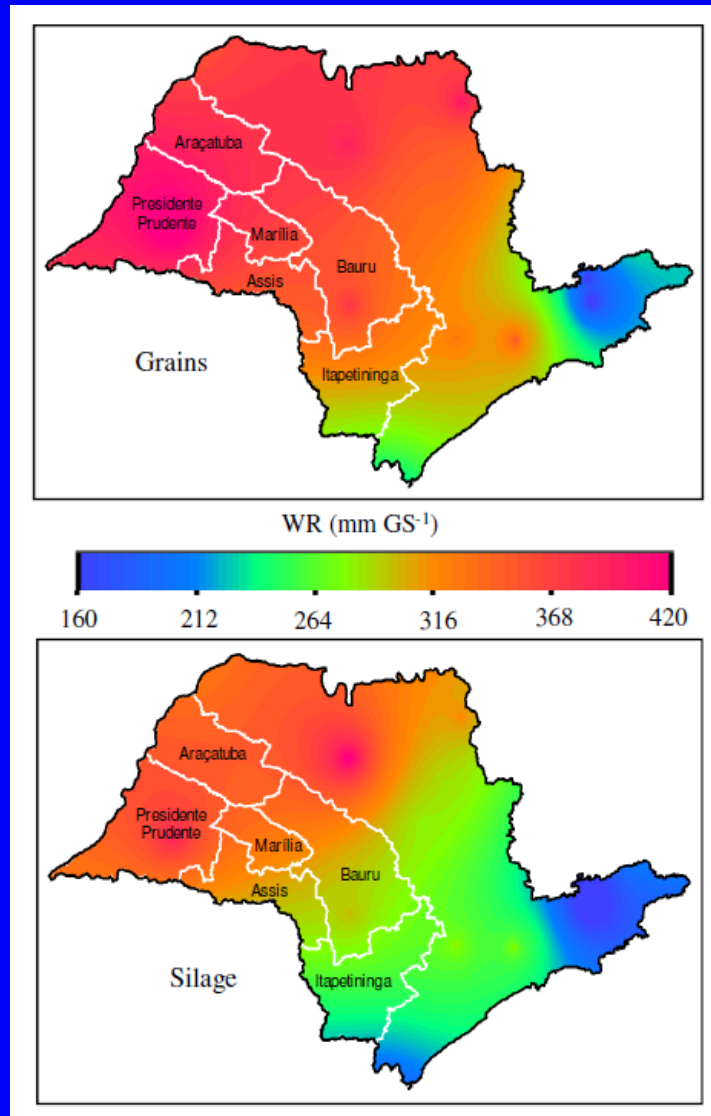 Araçatuba
Presidente
Prudente
Marília
Bauru
Assis
Grains
Itapetininga
WR (mm GS⁻¹)
160 212 264 316 368 420
Araçatuba
Presidente
Prudente
Marília
Bauru
Assis
Silage
Itapetininga